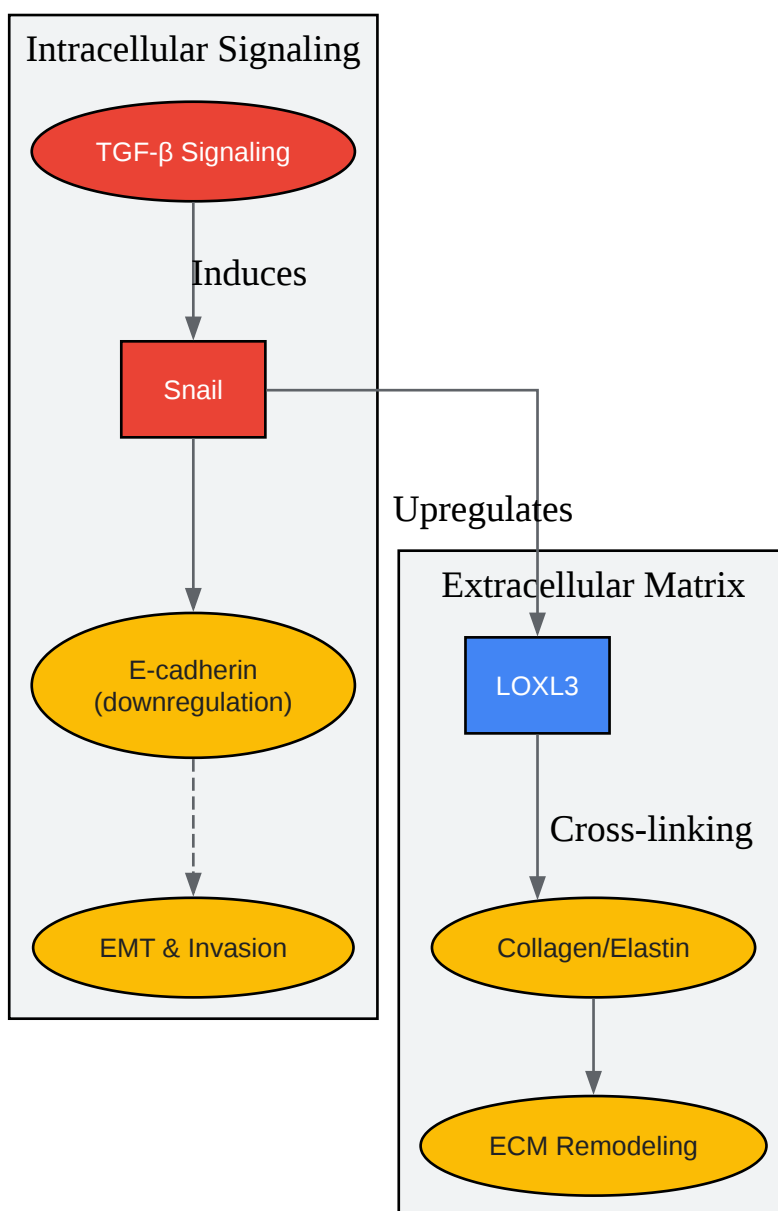 Intracellular Signaling
TGF-β Signaling
Induces
Snail
Upregulates
Extracellular Matrix
E-cadherin
(downregulation)
LOXL3
Cross-linking
EMT & Invasion
Collagen/Elastin
ECM Remodeling